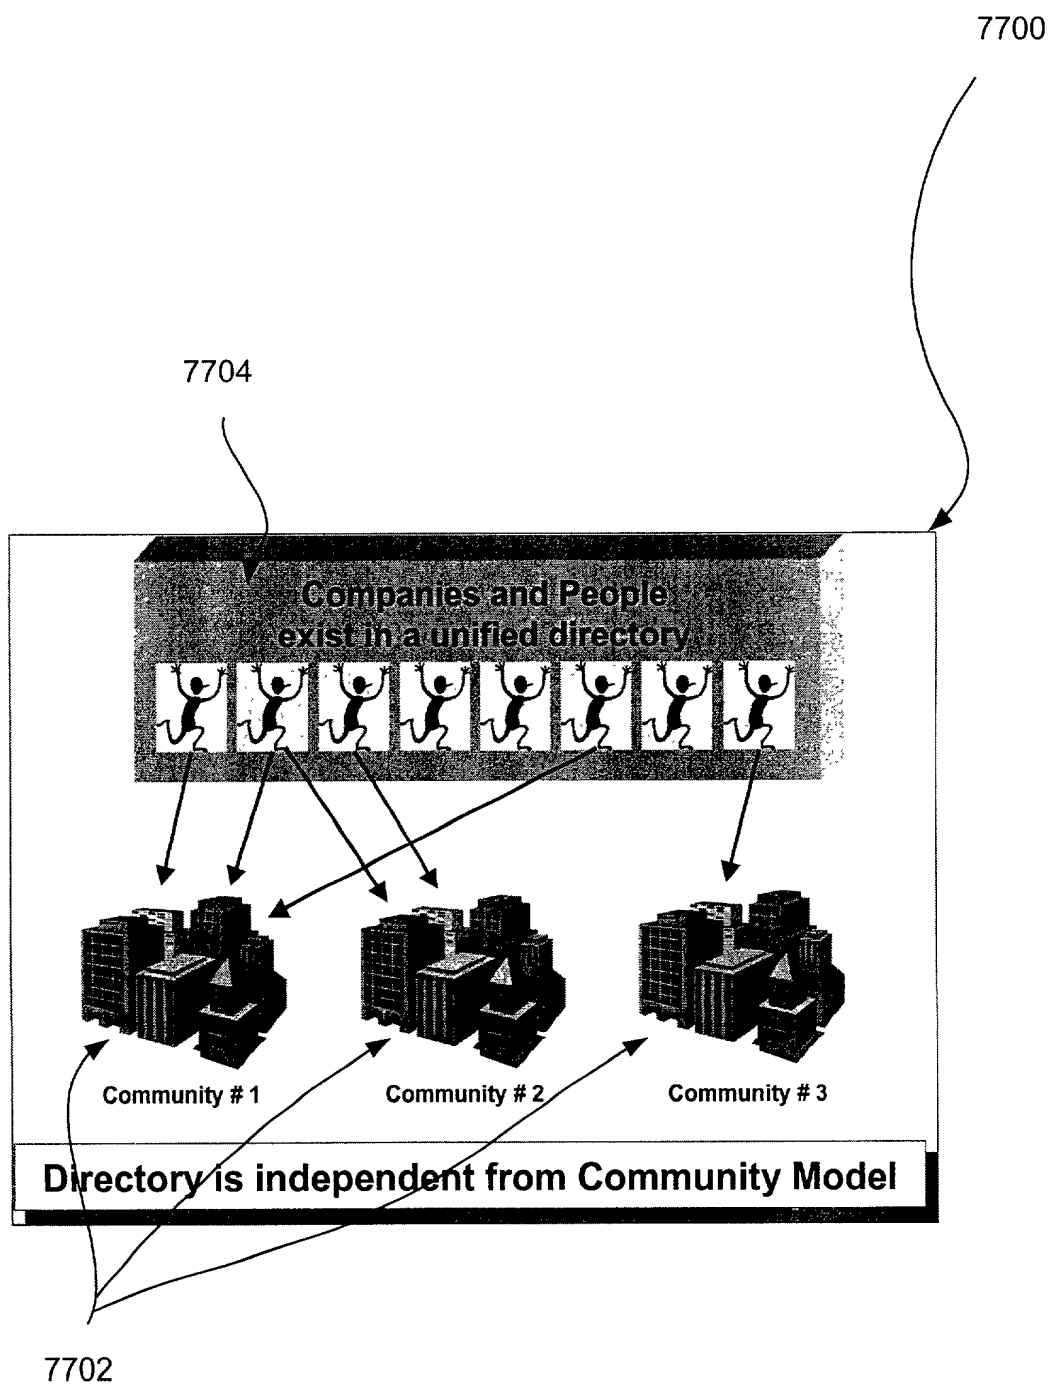 7700
7704
Companies and People
exist in a unified directory
Community # 1
Community # 2
Community # 3
Directory is independent from Community Model
7702